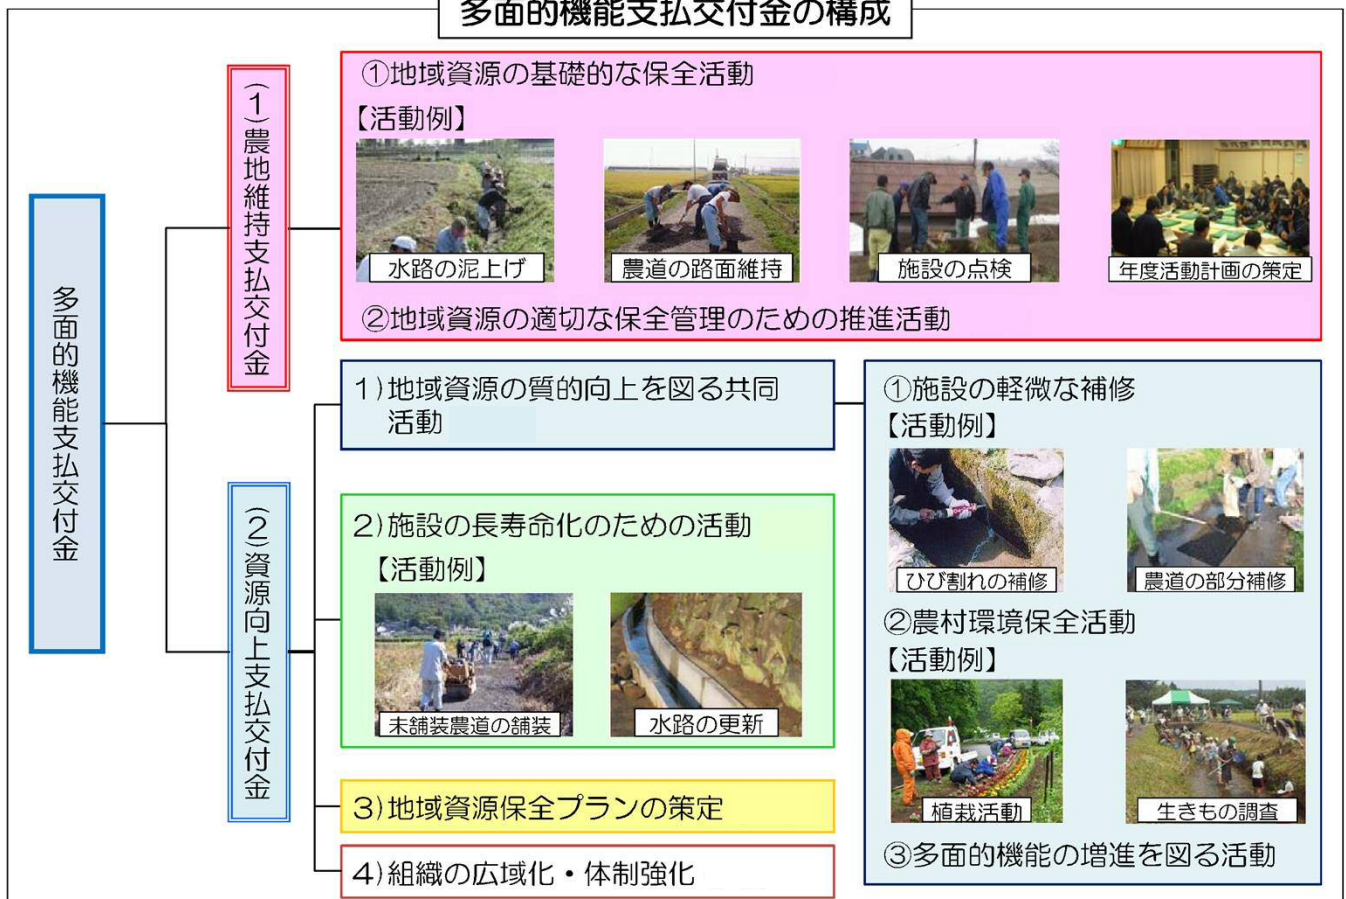 多面的機能支払交付金の構成
多面的機能支払交付金
(1)農地維持支払交付金
①地域資源の基礎的な保全活動
【活動例】
水路の泥上げ
農道の路面維持
施設の点検
年度活動計画の策定
②地域資源の適切な保全管理のための推進活動
(2)資源向上支払交付金
1)地域資源の質的向上を図る共同
活動
①施設の軽微な補修
【活動例】
ひび割れの補修
農道の部分補修
②農村環境保全活動
【活動例】
植栽活動
生きもの調査
③多面的機能の増進を図る活動
2)施設の長寿命化のための活動
【活動例】
未舗装農道の舗装
水路の更新
3)地域資源保全プランの策定
4)組織の広域化・体制強化